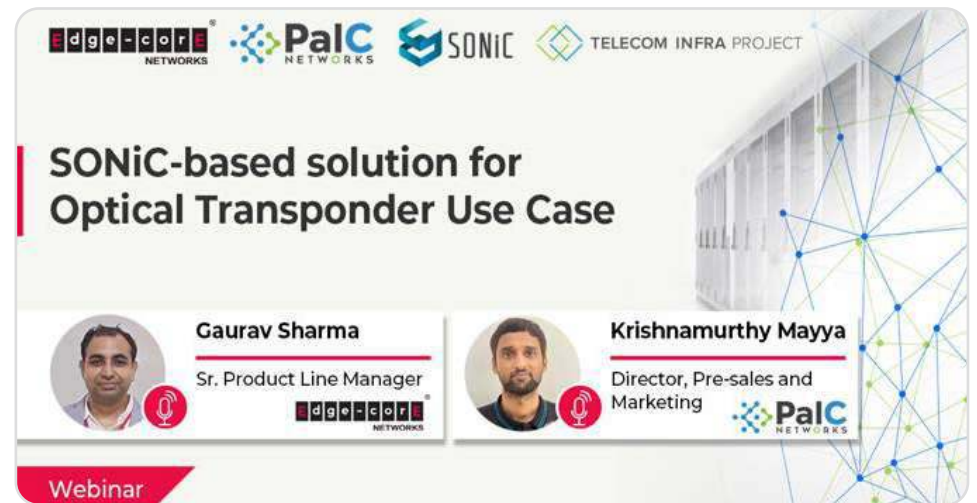 Edge-corE®
NETWORKS
PalC
NETWORKS
SONiC
TELECOM INFRA PROJECT
SONiC-based solution for
Optical Transponder Use Case
Gaurav Sharma
Sr. Product Line Manager
Edge-corE®
NETWORKS
Krishnamurthy Mayya
Director, Pre-sales and
Marketing
PalC
NETWORKS
Webinar